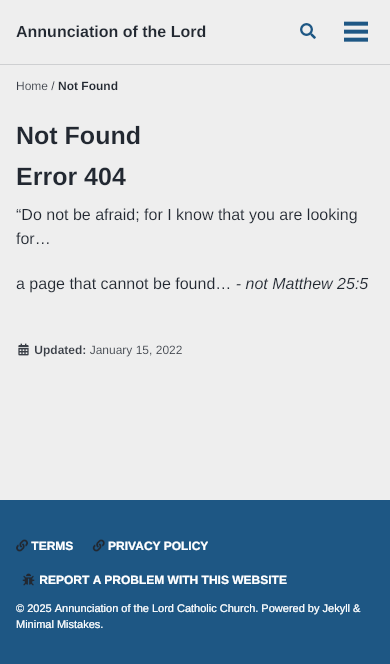 Annunciation of the Lord
Home / Not Found
Not Found
Error 404
“Do not be afraid; for I know that you are looking
for…
a page that cannot be found… - not Matthew 25:5
Updated: January 15, 2022
TERMS PRIVACY POLICY
REPORT A PROBLEM WITH THIS WEBSITE
© 2025 Annunciation of the Lord Catholic Church. Powered by Jekyll &
Minimal Mistakes.